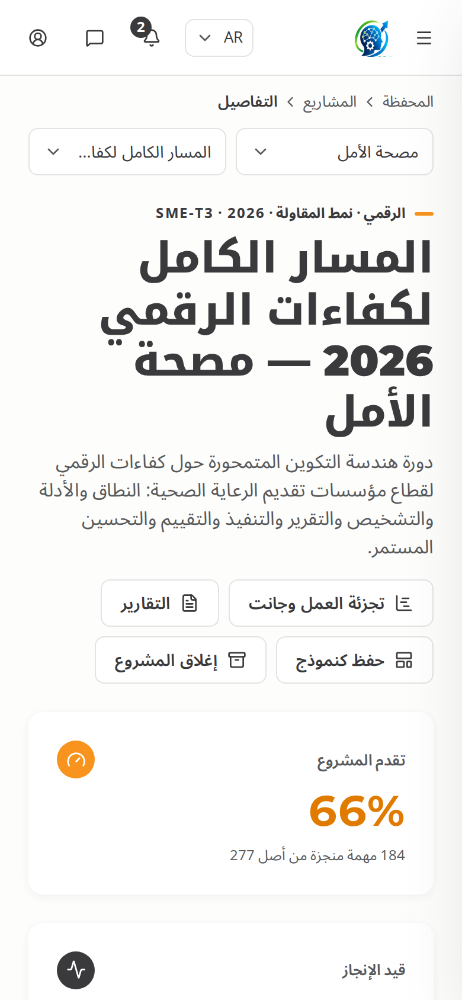 AR
2
المحفظة
المشاريع
التفاصيل
مصحة الأمل
المسار الكامل لكفا...
الرقمي · نمط المقاولة · SME-T3 · 2026
المسار الكامل
لكفاءات الرقمي
2026 — مصحة
الأمل
دورة هندسة التكوين المتمحورة حول كفاءات الرقمي
لقطاع مؤسسات تقديم الرعاية الصحية: النطاق والأدلة
والتشخيص والتقرير والتنفيذ والتقييم والتحسين
المستمر.
تجزئة العمل وجانت
التقارير
حفظ كنموذج
إغلاق المشروع
تقدم المشروع
66%
184 مهمة منجزة من أصل 277
قيد الإنجاز